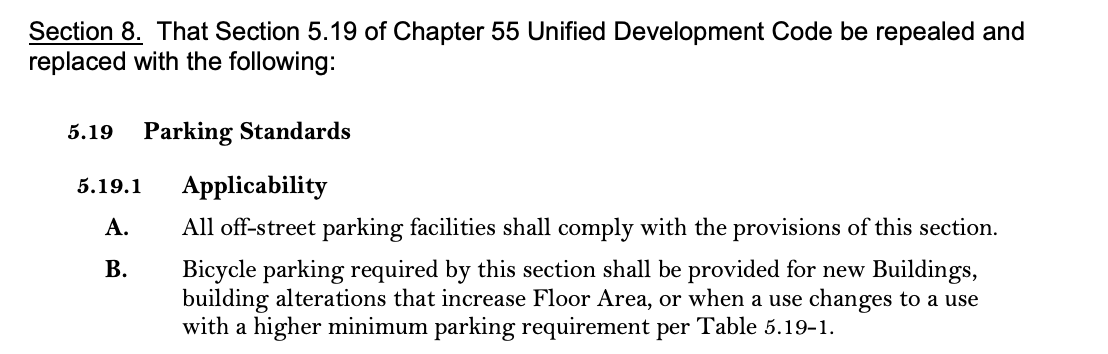 Section 8. That Section 5.19 of Chapter 55 Unified Development Code be repealed and
replaced with the following:
5.19 Parking Standards
5.19.1 Applicability
A. All off-street parking facilities shall comply with the provisions of this section.
B. Bicycle parking required by this section shall be provided for new Buildings,
building alterations that increase Floor Area, or when a use changes to a use
with a higher minimum parking requirement per Table 5.19-1.